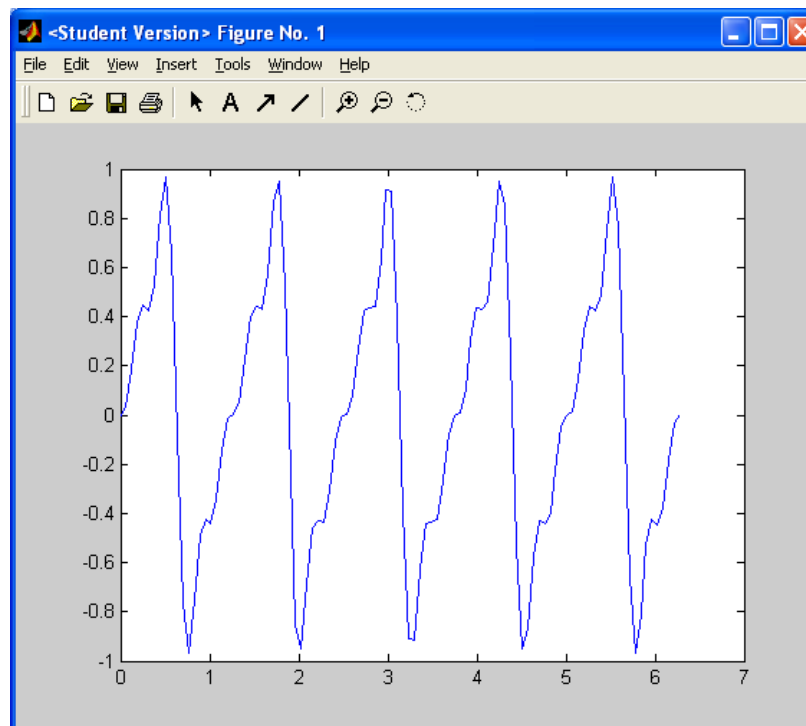 <Student Version> Figure No. 1
File Edit View Insert Tools Window Help
A
1
0.8
0.6
0.4
0.2
0
-0.2
-0.4
-0.6
-0.8
-1
0 1 2 3 4 5 6 7